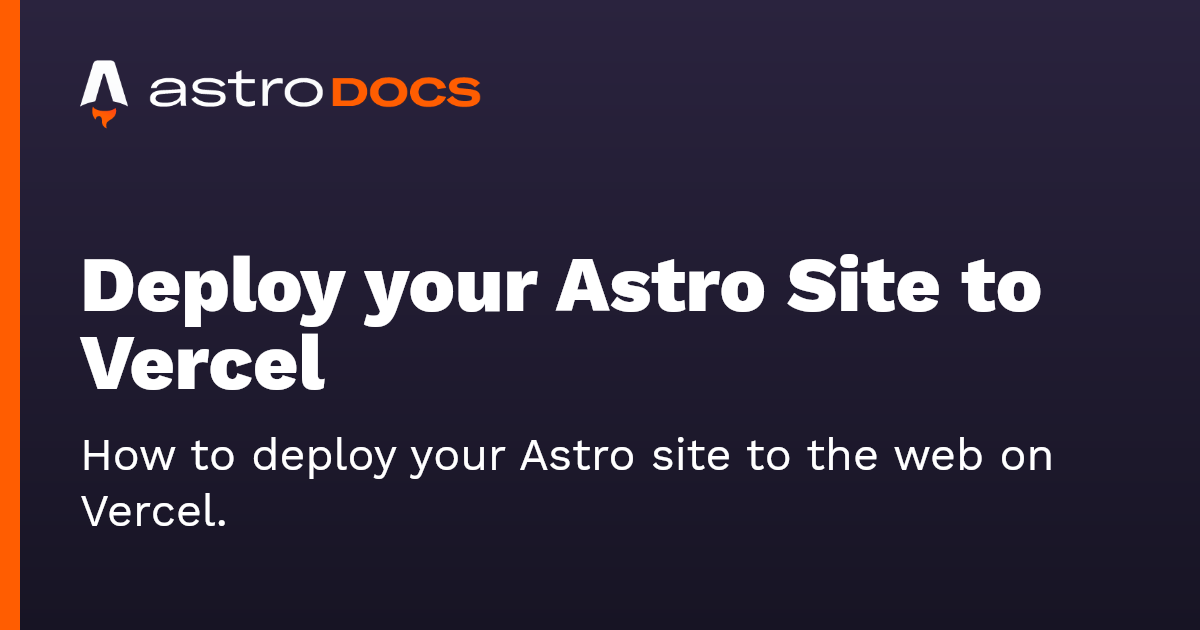 astro DOCS
Deploy your Astro Site to
Vercel
How to deploy your Astro site to the web on
Vercel.